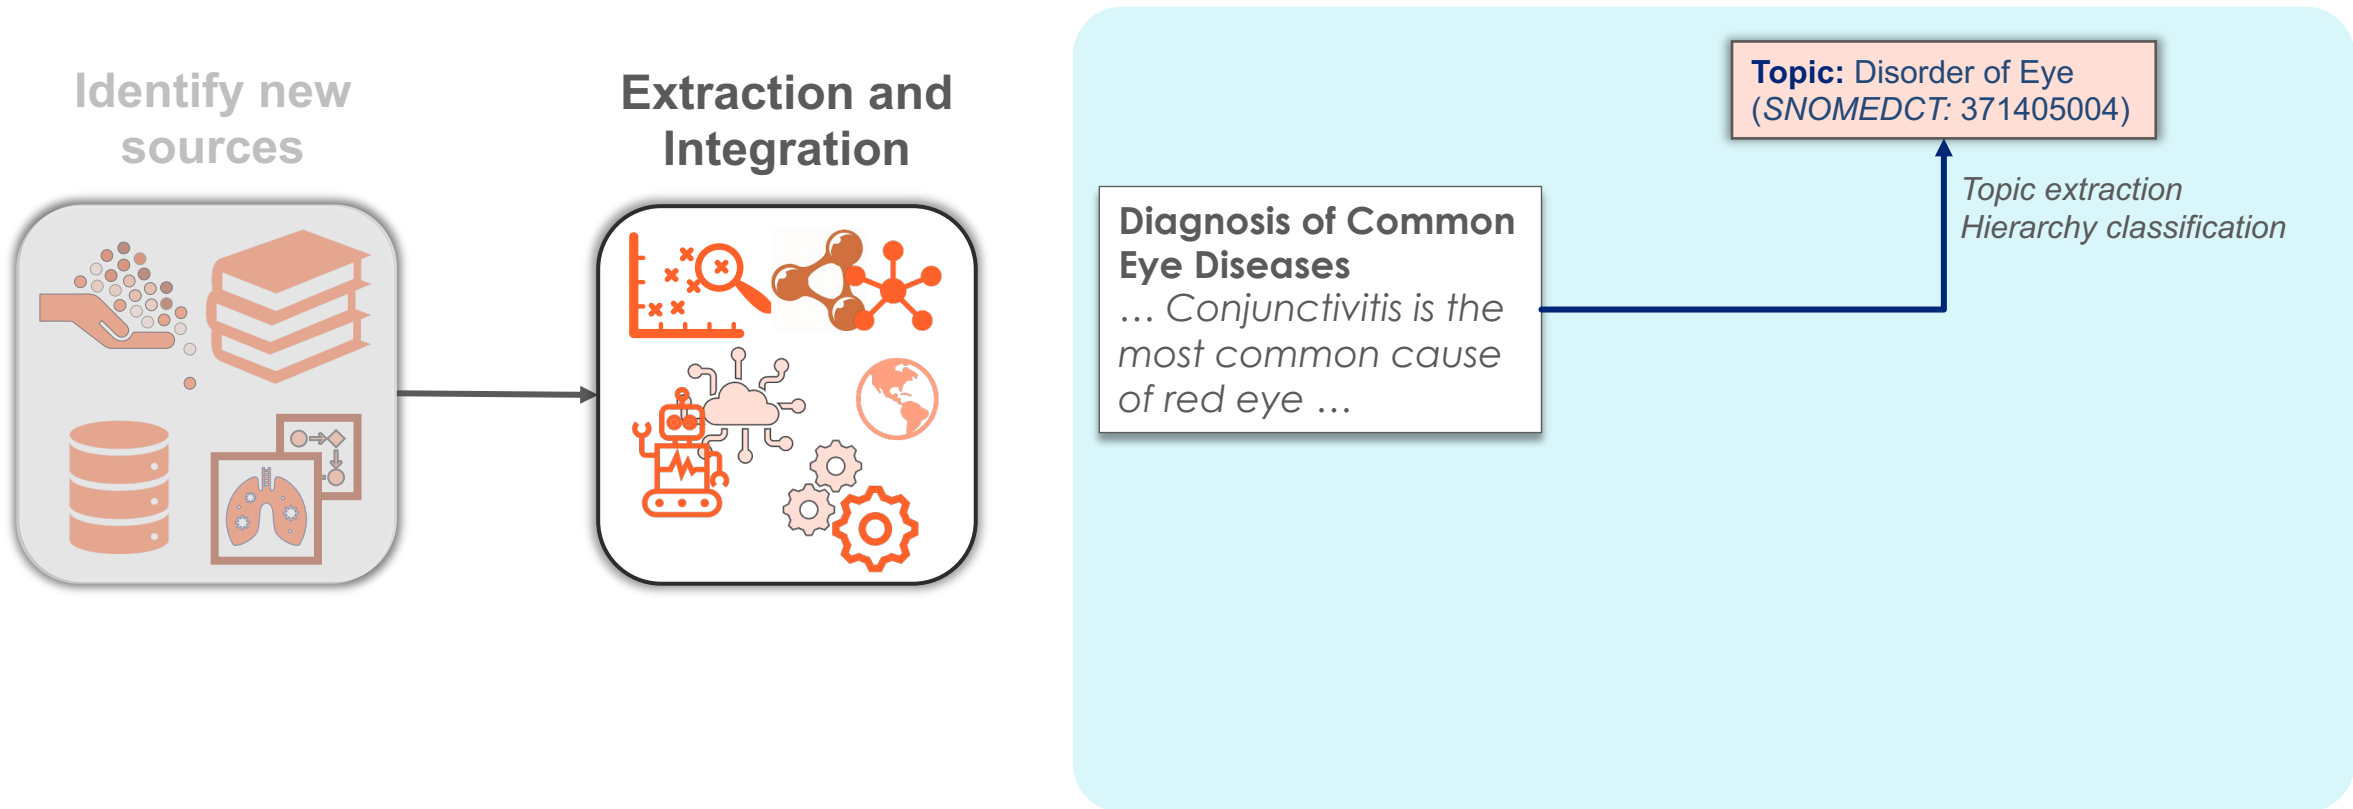 Identify new
sources
Extraction and
Integration
Topic: Disorder of Eye
(SNOMEDCT: 371405004)
Topic extraction
Hierarchy classification
Diagnosis of Common
Eye Diseases
… Conjunctivitis is the
most common cause
of red eye …